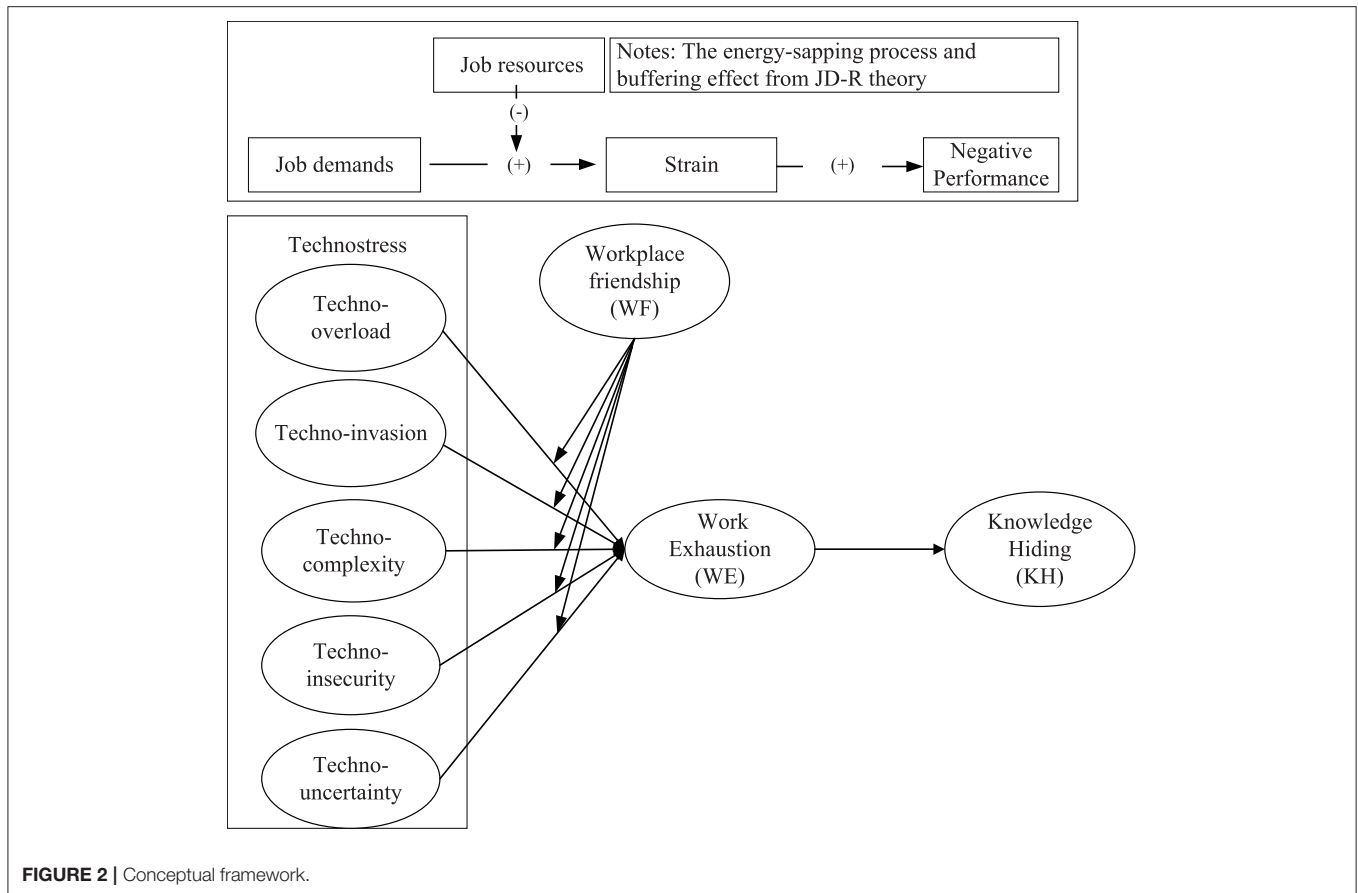 Job resources
Notes: The energy-sapping process and
buffering effect from JD-R theory
(-)
Job demands
(+)
Strain
(+)
Negative
Performance
Technostress
Techno-
overload
Techno-invasion
Techno-
complexity
Techno-
insecurity
Techno-
uncertainty
Workplace
friendship
(WF)
Work
Exhaustion
(WE)
Knowledge
Hiding
(KH)
FIGURE 2 | Conceptual framework.